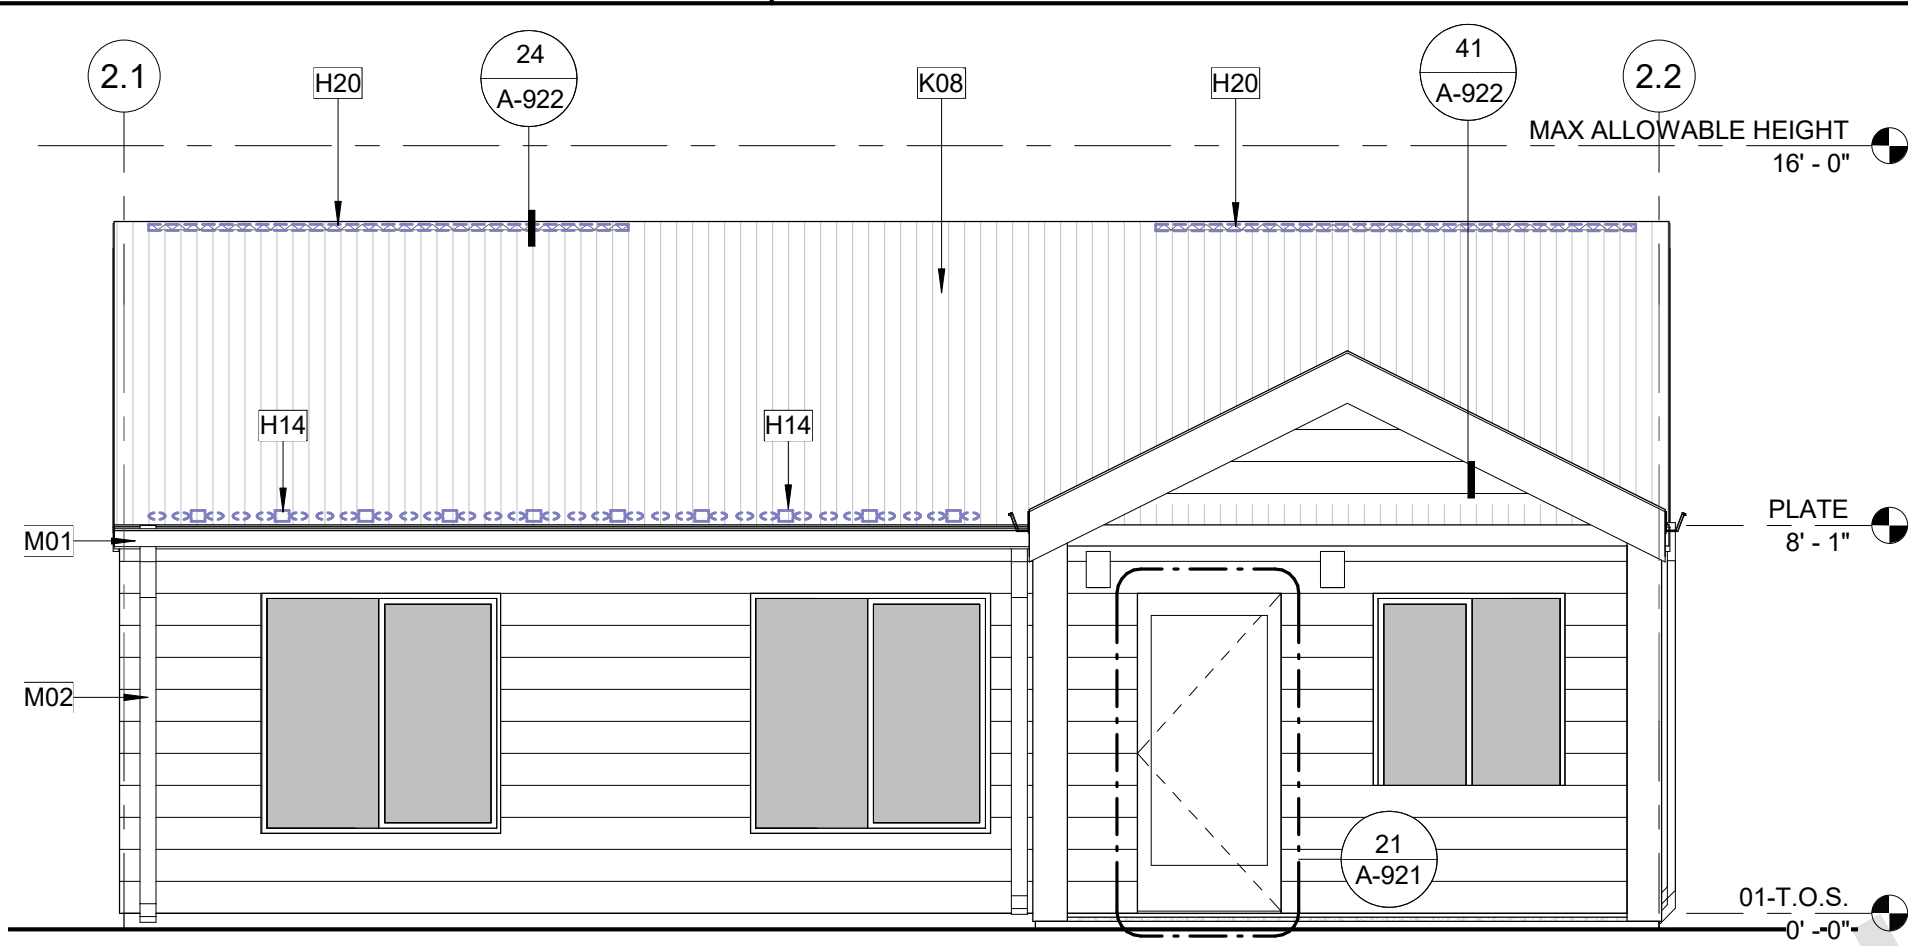 2.1
H20
24
A-922
K08
H20
41
A-922
2.2
MAX ALLOWABLE HEIGHT
16' - 0"
H14
H14
PLATE
8' - 1"
M01
M02
21
A-921
01-T.O.S.
0' - 0"